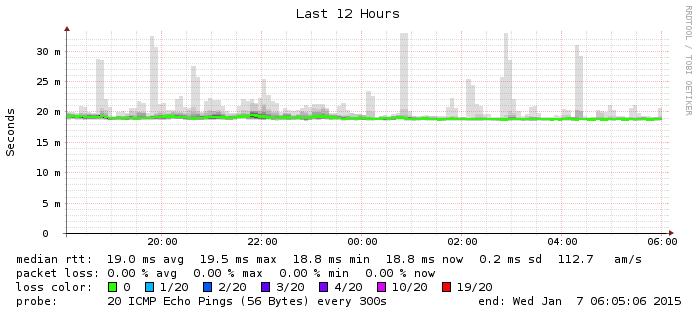 Last 12 Hours
RRDTOOL / TOBI OETIKER
Seconds
30 m
25 m
20 m
15 m
10 m
5 m
0
20:00 22:00 00:00 02:00 04:00 06:00
median rtt: 19.0 ms avg 19.5 ms max 18.8 ms min 18.8 ms now 0.2 ms sd 112.7 am/s
packet loss: 0.00 % avg 0.00 % max 0.00 % min 0.00 % now
loss color: 0 1/20 2/20 3/20 4/20 10/20 19/20
probe: 20 ICMP Echo Pings (56 Bytes) every 300s end: Wed Jan 7 06:05:06 2015